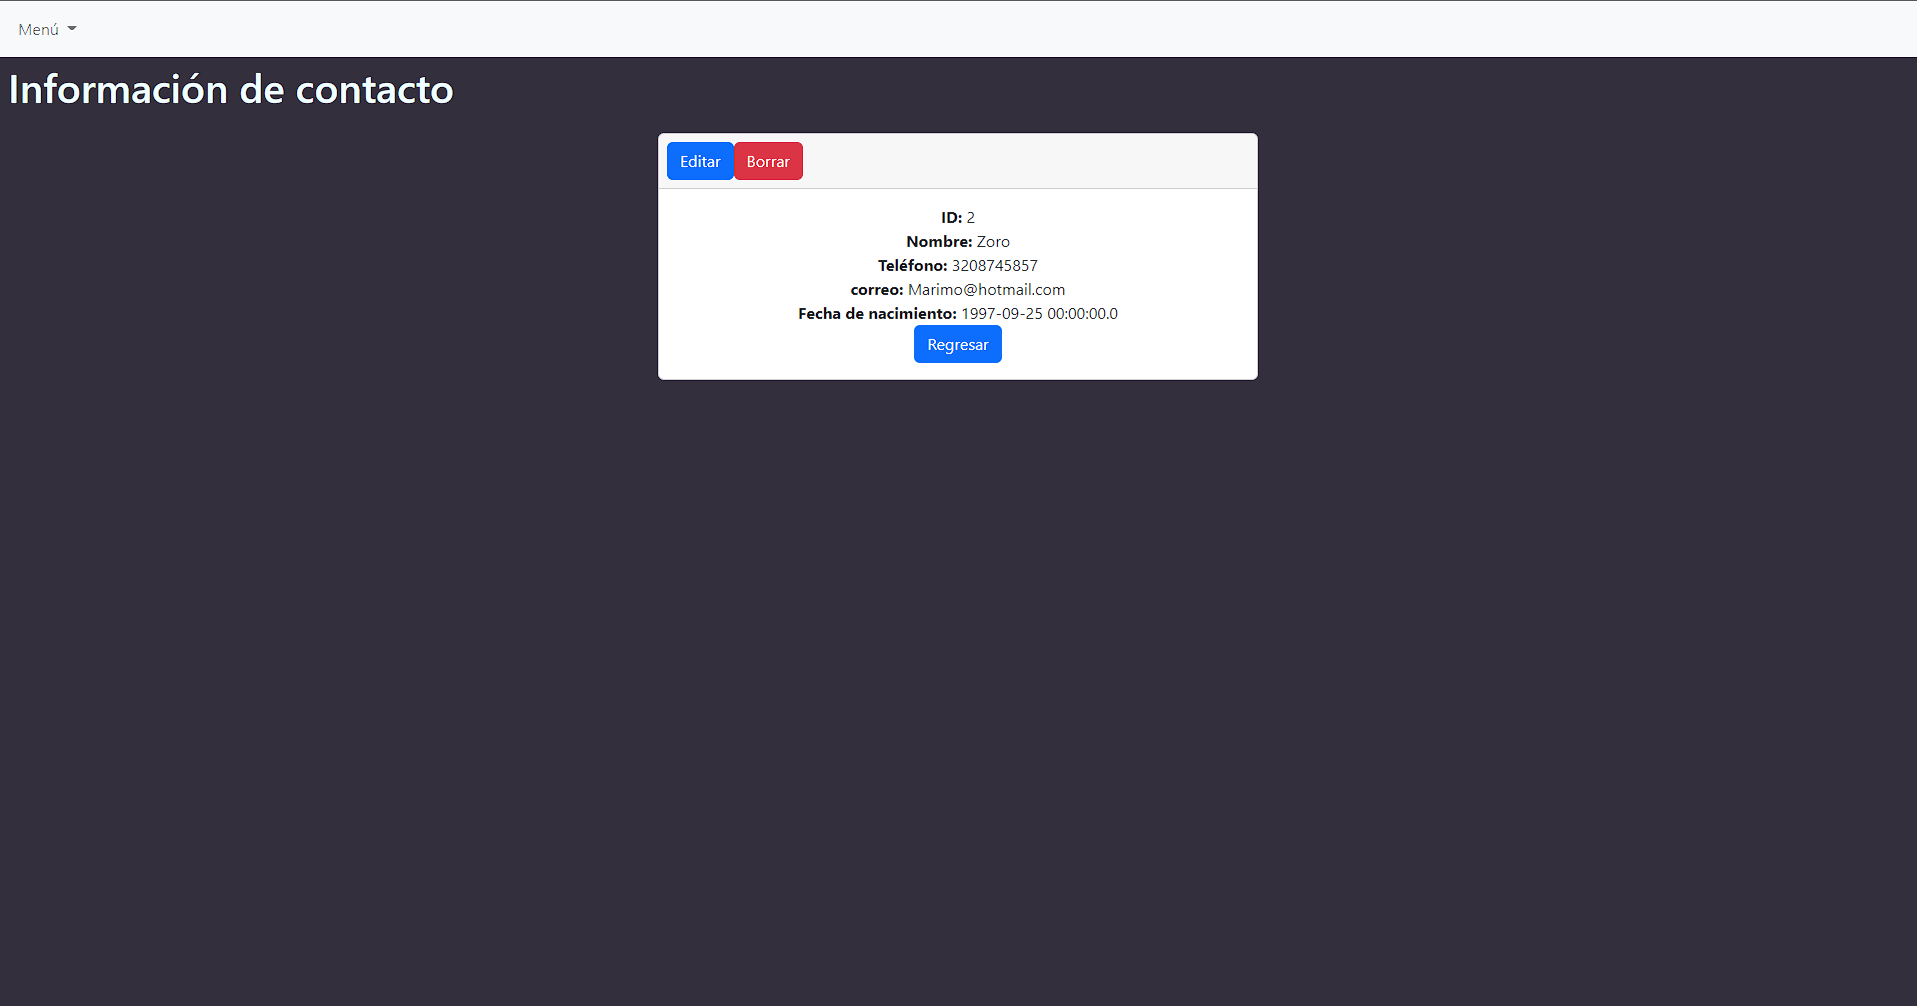 Menú
Información de contacto
Editar Borrar
ID: 2
Nombre: Zoro
Teléfono: 3208745857
correo: Marimo@hotmail.com
Fecha de nacimiento: 1997-09-25 00:00:00.0
Regresar